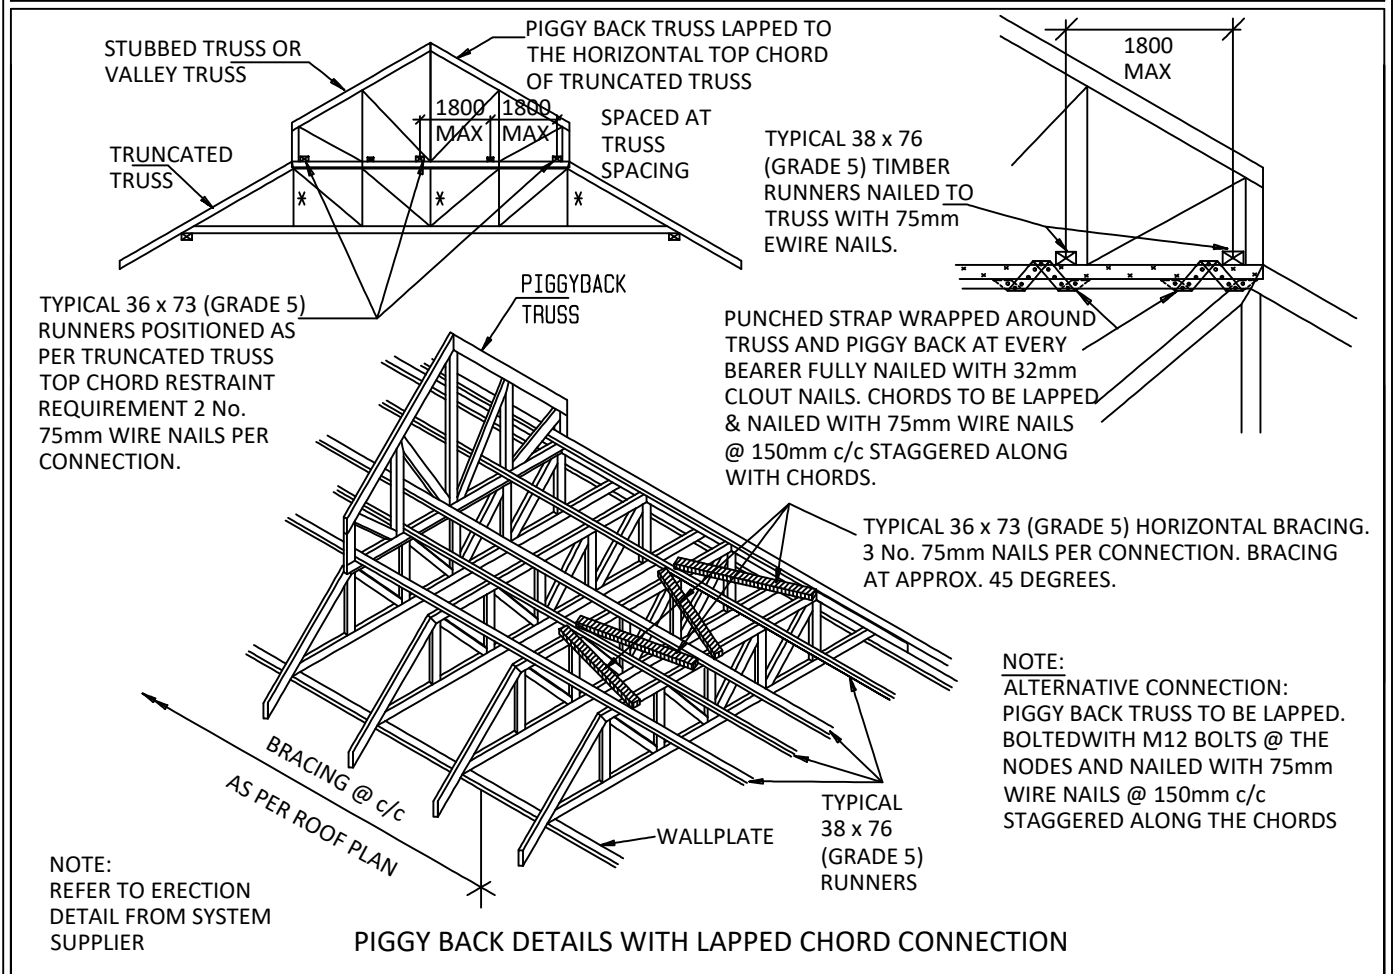 STUBBED TRUSS OR
VALLEY TRUSS
PIGGY BACK TRUSS LAPPED TO
THE HORIZONTAL TOP CHORD
OF TRUNCATED TRUSS
1800
MAX
1800
MAX
SPACED AT
TRUSS
SPACING
TRUNCATED
TRUSS
1800
MAX
TYPICAL 38 x 76
(GRADE 5) TIMBER
RUNNERS NAILED TO
TRUSS WITH 75mm
EWIRE NAILS.
TYPICAL 36 x 73 (GRADE 5)
RUNNERS POSITIONED AS
PER TRUNCATED TRUSS
TOP CHORD RESTRAINT
REQUIREMENT 2 No.
75mm WIRE NAILS PER
CONNECTION.
PIGGYBACK
TRUSS
PUNCHED STRAP WRAPPED AROUND
TRUSS AND PIGGY BACK AT EVERY
BEARER FULLY NAILED WITH 32mm
CLOUT NAILS. CHORDS TO BE LAPPED
& NAILED WITH 75mm WIRE NAILS
@ 150mm c/c STAGGERED ALONG
WITH CHORDS.
TYPICAL 36 x 73 (GRADE 5) HORIZONTAL BRACING.
3 No. 75mm NAILS PER CONNECTION. BRACING
AT APPROX. 45 DEGREES.
NOTE:
ALTERNATIVE CONNECTION:
PIGGY BACK TRUSS TO BE LAPPED.
BOLTEDWITH M12 BOLTS @ THE
NODES AND NAILED WITH 75mm
WIRE NAILS @ 150mm c/c
STAGGERED ALONG THE CHORDS
BRACING @ c/c
AS PER ROOF PLAN
WALLPLATE
TYPICAL
38 x 76
(GRADE 5)
RUNNERS
NOTE:
REFER TO ERECTION
DETAIL FROM SYSTEM
SUPPLIER
PIGGY BACK DETAILS WITH LAPPED CHORD CONNECTION